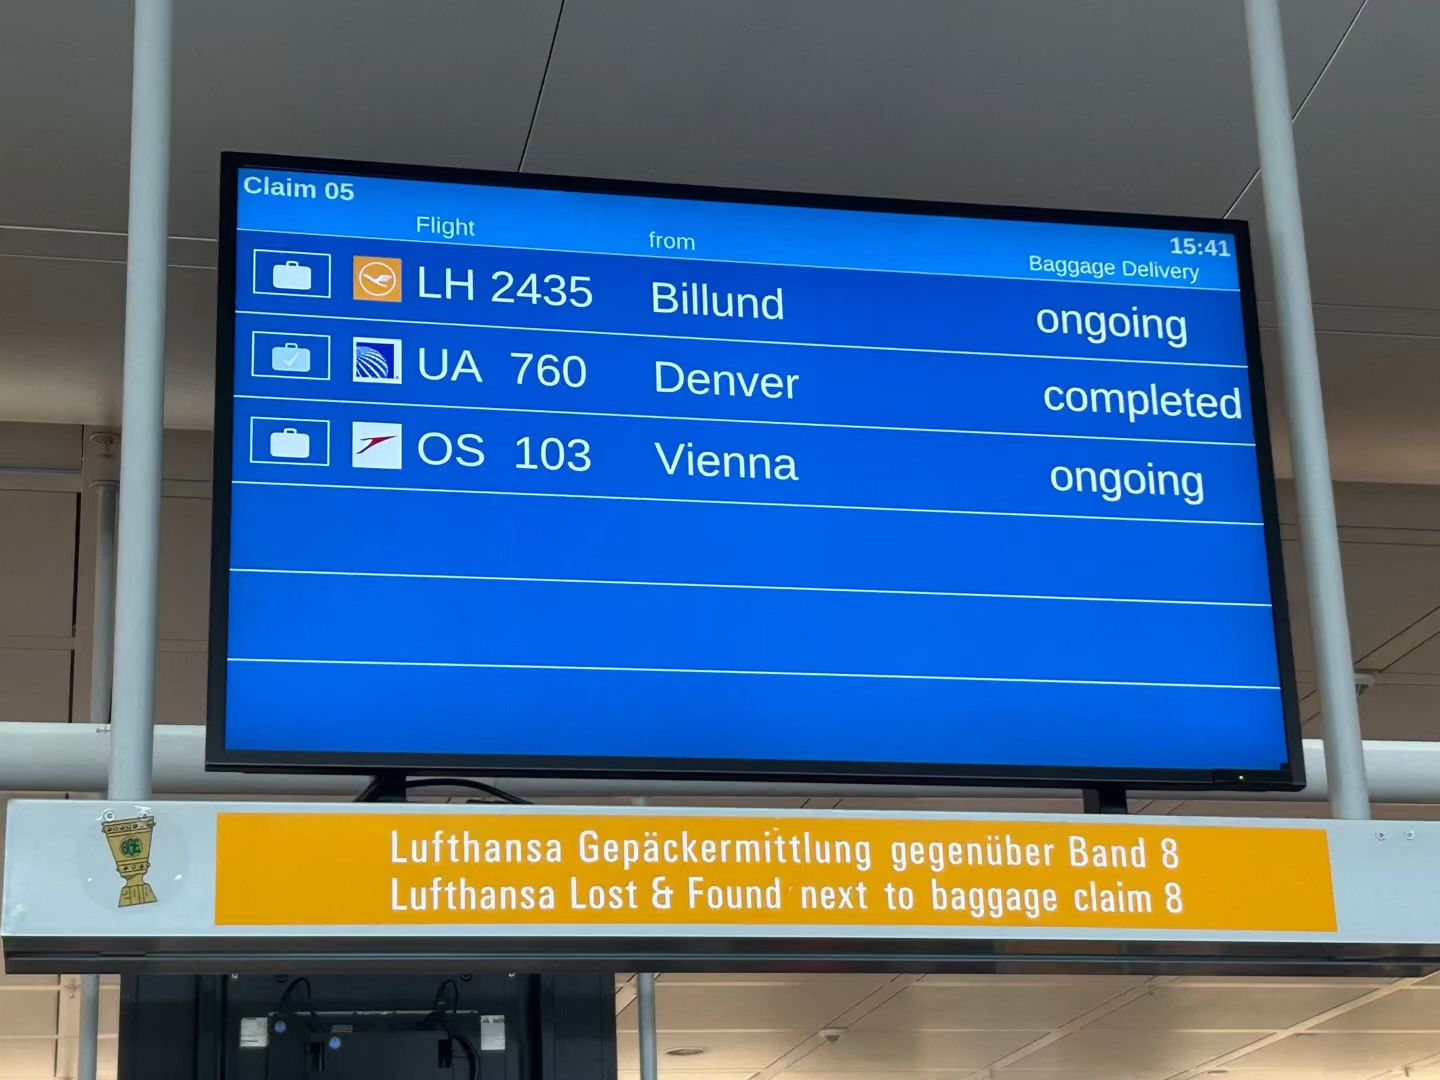 Claim 05
15:41
Flight from Baggage Delivery
LH 2435 Billund ongoing
UA 760 Denver completed
OS 103 Vienna ongoing
Lufthansa Gepäckermittlung gegenüber Band 8
Lufthansa Lost & Found next to baggage claim 8